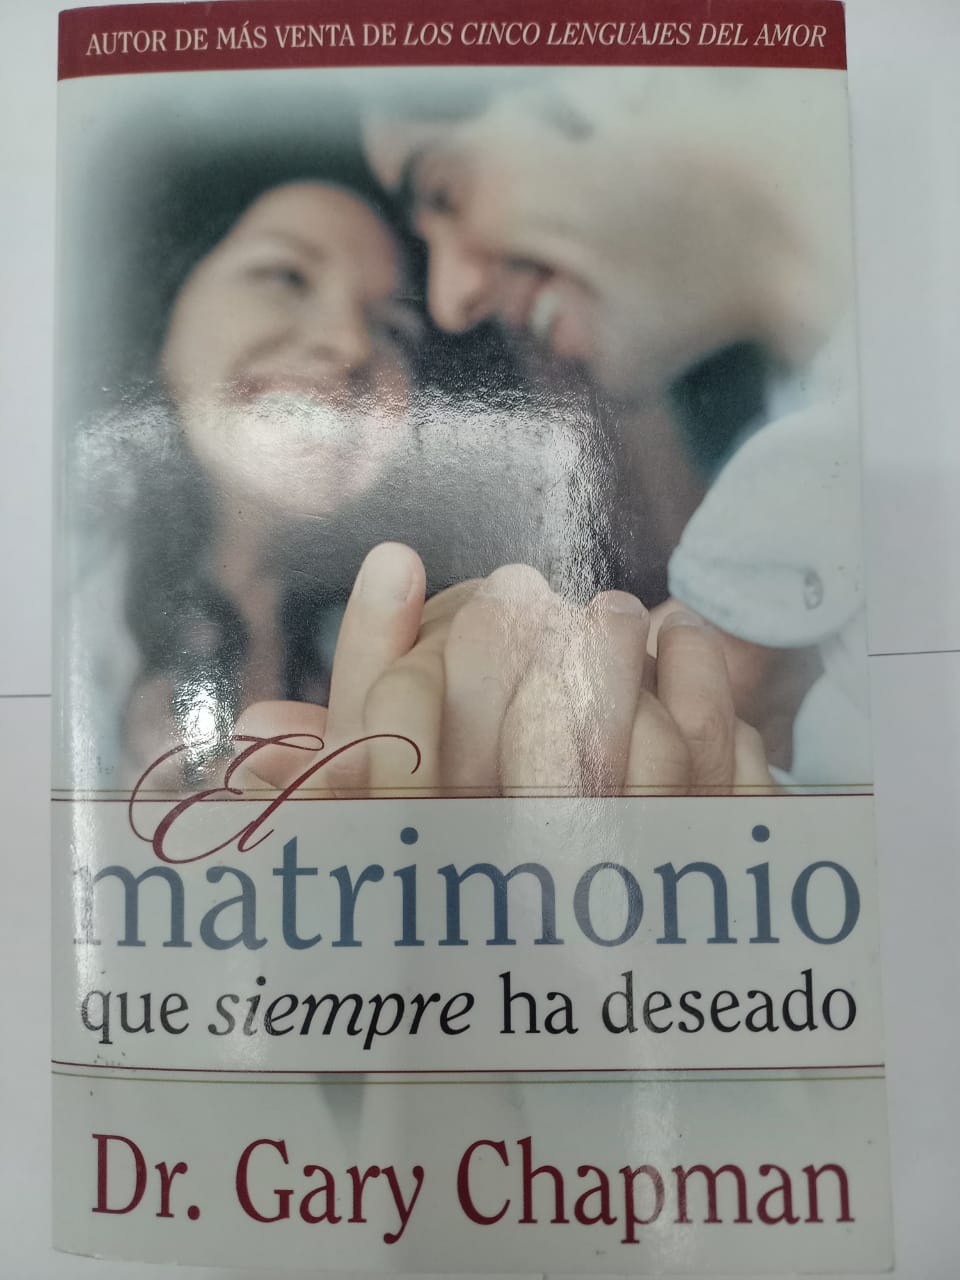 AUTOR DE MÁS VENTA DE LOS CINCO LENGUAJES DEL AMOR
El
matrimonio
que siempre ha deseado
Dr. Gary Chapman